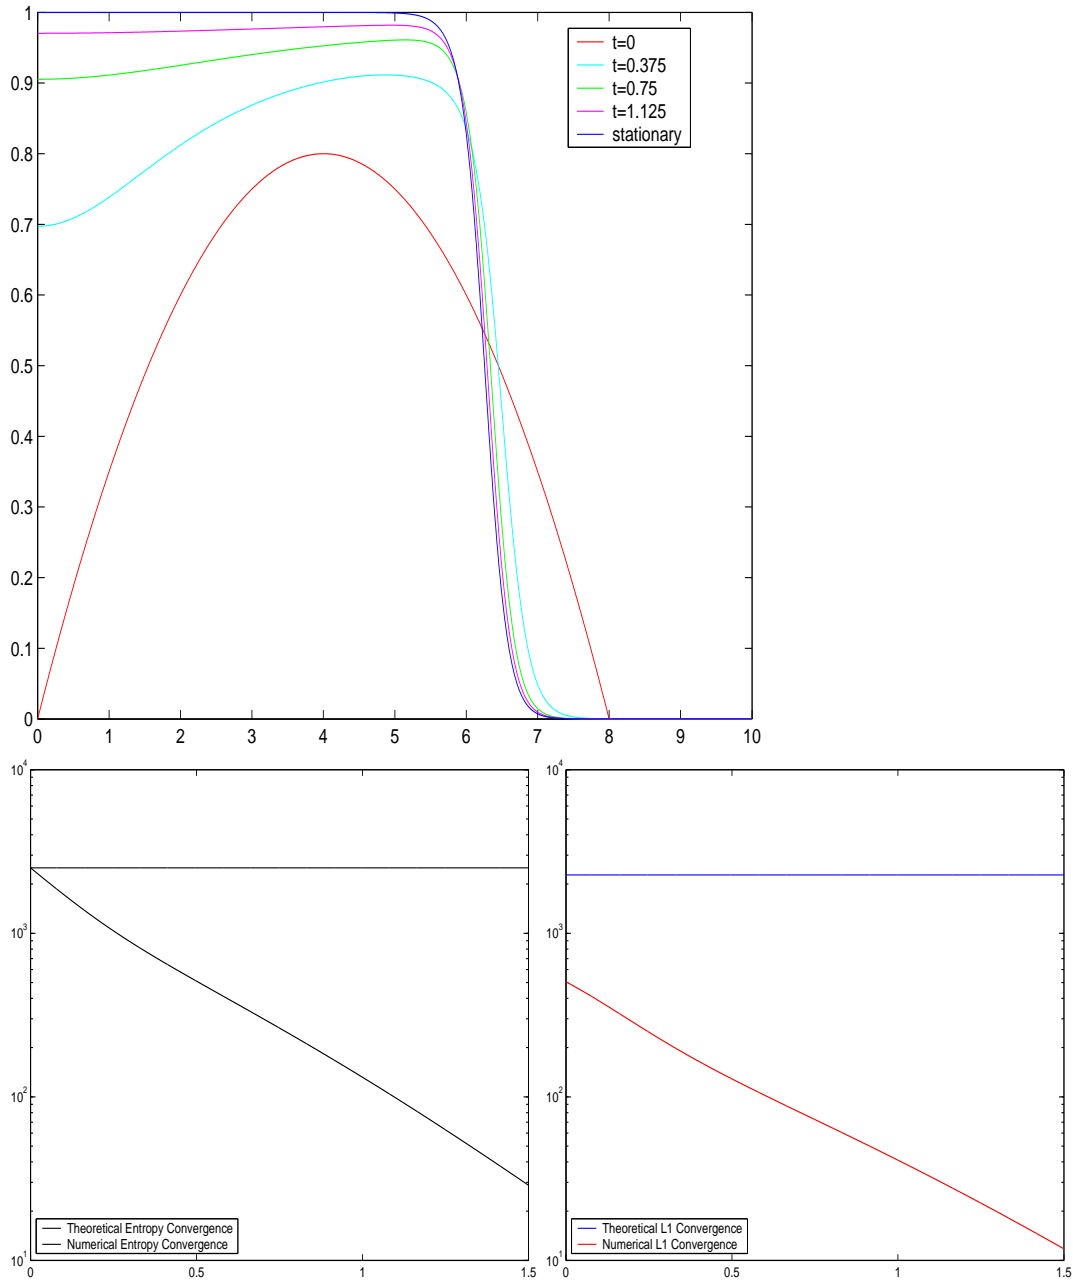 1
0.9
0.8
0.7
0.6
0.5
0.4
0.3
0.2
0.1
0
0 1 2 3 4 5 6 7 8 9 10
t=0
t=0.375
t=0.75
t=1.125
stationary
10^4
10^3
10^2
10^1
0 0.5 1 1.5
Theoretical Entropy Convergence
Numerical Entropy Convergence
10^4
10^3
10^2
10^1
0 0.5 1 1.5
Theoretical L1 Convergence
Numerical L1 Convergence